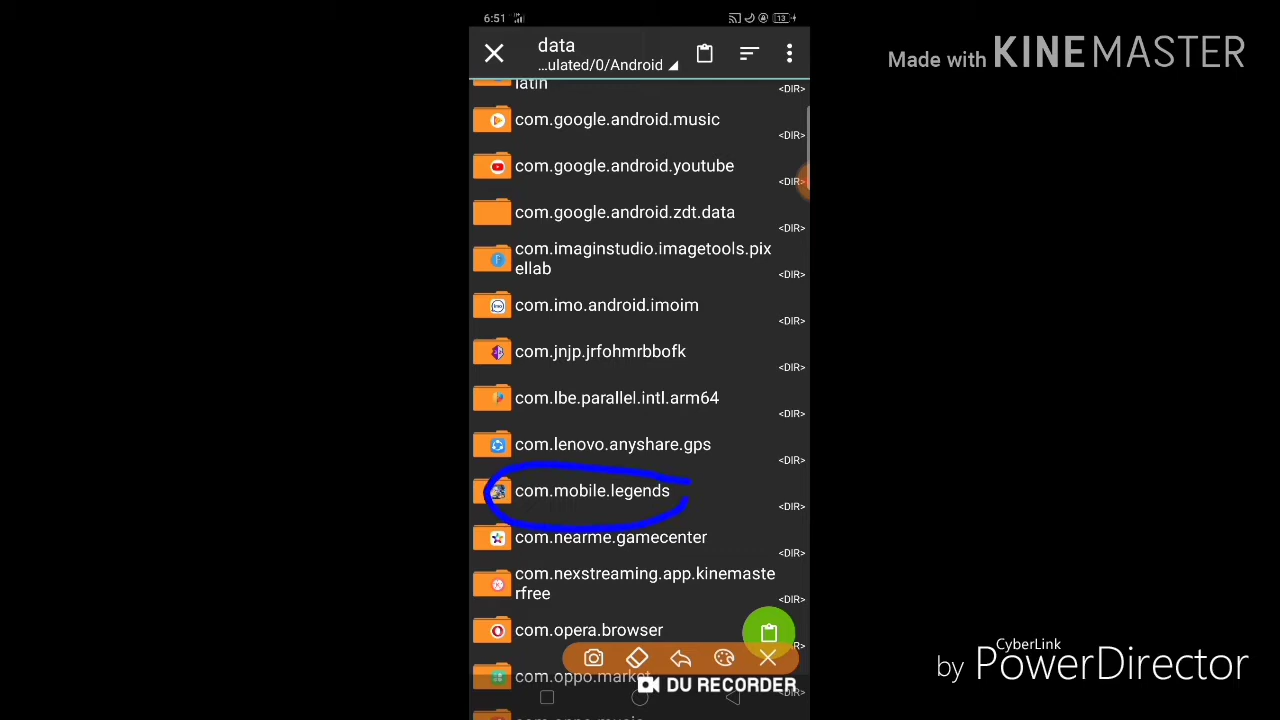 6:51
13
data
...ulated/0/Android
Made with KINEMASTER
latin
<DIR>
com.google.android.music
<DIR>
com.google.android.youtube
<DIR>
com.google.android.zdt.data
<DIR>
com.imaginstudio.imagetools.pix
ellab
<DIR>
com.imo.android.imoim
<DIR>
com.jnjp.jrfohmrbbofk
<DIR>
com.lbe.parallel.intl.arm64
<DIR>
com.lenovo.anyshare.gps
<DIR>
com.mobile.legends
<DIR>
com.nearme.gamecenter
<DIR>
com.nexstreaming.app.kinemaste
rfree
<DIR>
com.opera.browser
com.oppo.market
DU RECORDER
<DIR>
CyberLink
by PowerDirector